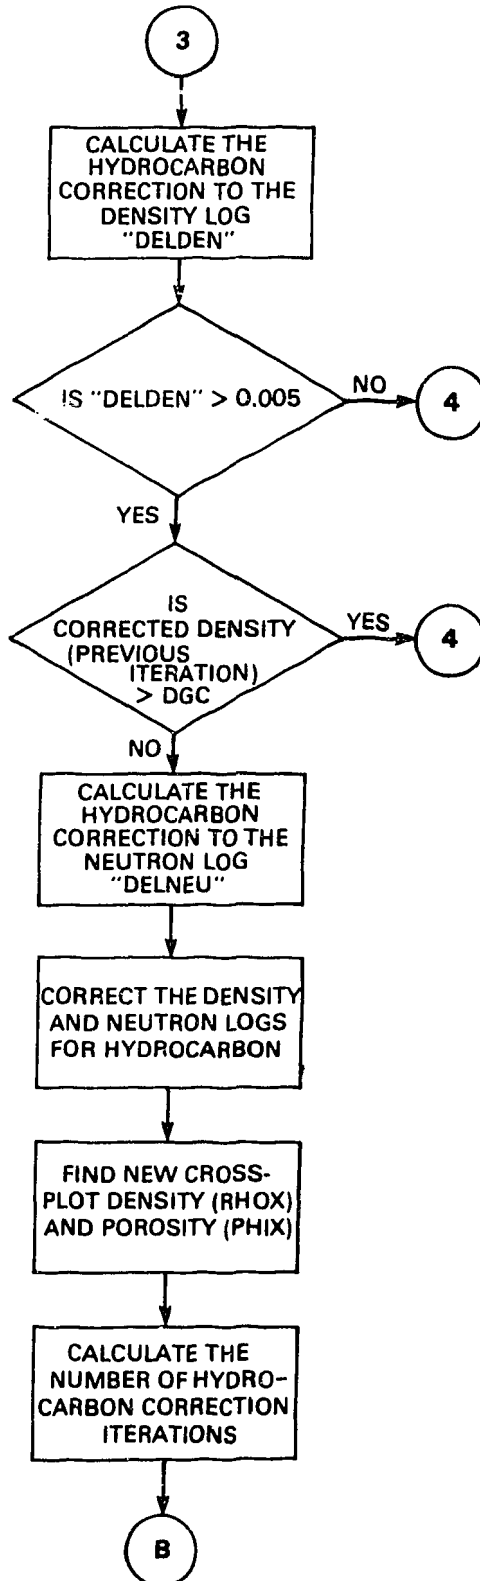 3
CALCULATE THE
HYDROCARBON
CORRECTION TO THE
DENSITY LOG
"DELDEN"
IS "DELDEN" > 0.005
NO
4
YES
IS
CORRECTED DENSITY
(PREVIOUS
ITERATION)
> DGC
YES
4
NO
CALCULATE THE
HYDROCARBON
CORRECTION TO THE
NEUTRON LOG
"DELNEU"
CORRECT THE DENSITY
AND NEUTRON LOGS
FOR HYDROCARBON
FIND NEW CROSS-
PLOT DENSITY (RHOX)
AND POROSITY (PHIX)
CALCULATE THE
NUMBER OF HYDRO-
CARBON CORRECTION
ITERATIONS
B